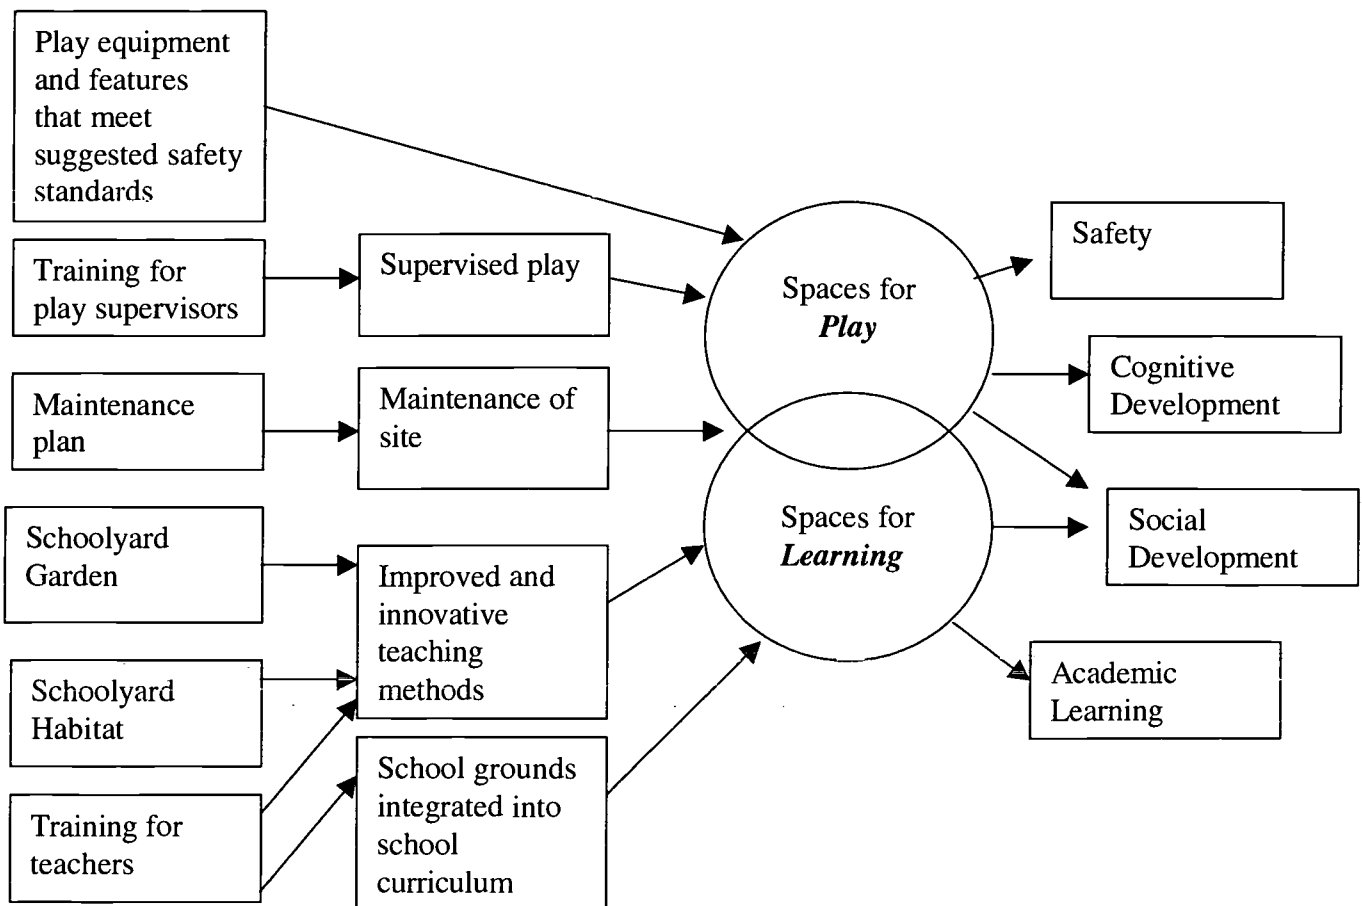 Play equipment
and features
that meet
suggested safety
standards
Training for
play supervisors
Supervised play
Maintenance
plan
Maintenance of
site
Schoolyard
Garden
Improved and
innovative
teaching
methods
Schoolyard
Habitat
Training for
teachers
School grounds
integrated into
school
curriculum
Spaces for
Play
Spaces for
Learning
Safety
Cognitive
Development
Social
Development
Academic
Learning